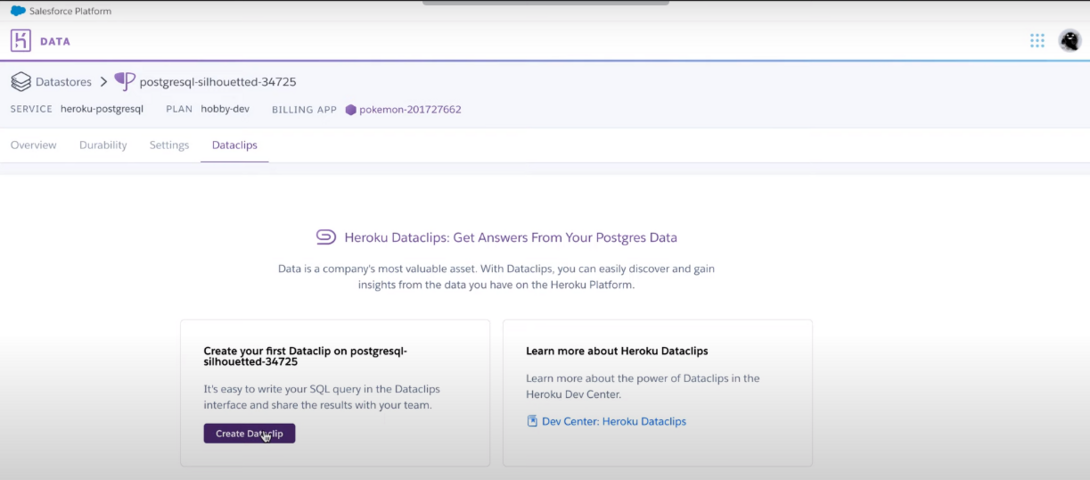 Salesforce Platform
DATA
Datastores > postgresql-silhouetted-34725
SERVICE heroku-postgresql PLAN hobby-dev BILLING APP pokemon-201727662
Overview Durability Settings Dataclips
Heroku Dataclips: Get Answers From Your Postgres Data
Data is a company's most valuable asset. With Dataclips, you can easily discover and gain
insights from the data you have on the Heroku Platform.
Create your first Dataclip on postgresql-
silhouetted-34725
It's easy to write your SQL query in the Dataclips
interface and share the results with your team.
Create Dataclip
Learn more about Heroku Dataclips
Learn more about the power of Dataclips in the
Heroku Dev Center.
Dev Center: Heroku Dataclips